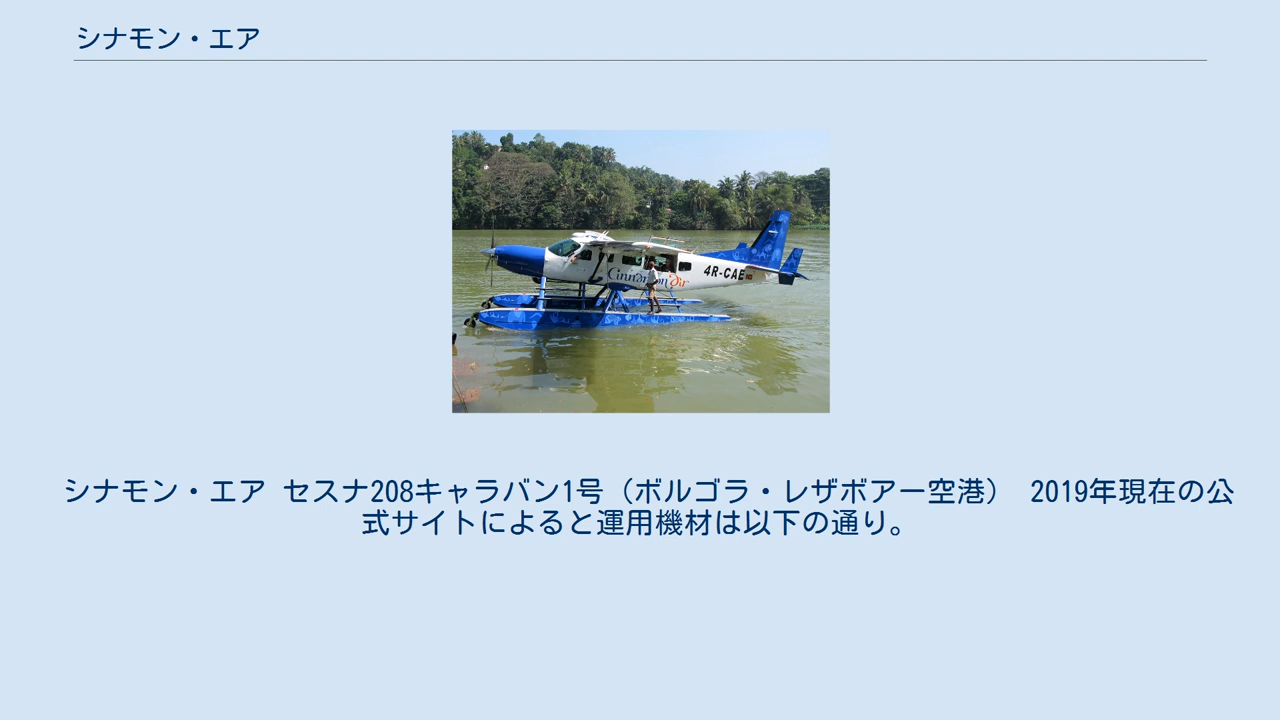 シナモン・エア
Cinnamon air
4R-CAE
シナモン・エア セスナ208キャラバン1号（ボルゴラ・レザボアー空港） 2019年現在の公
式サイトによると運用機材は以下の通り。